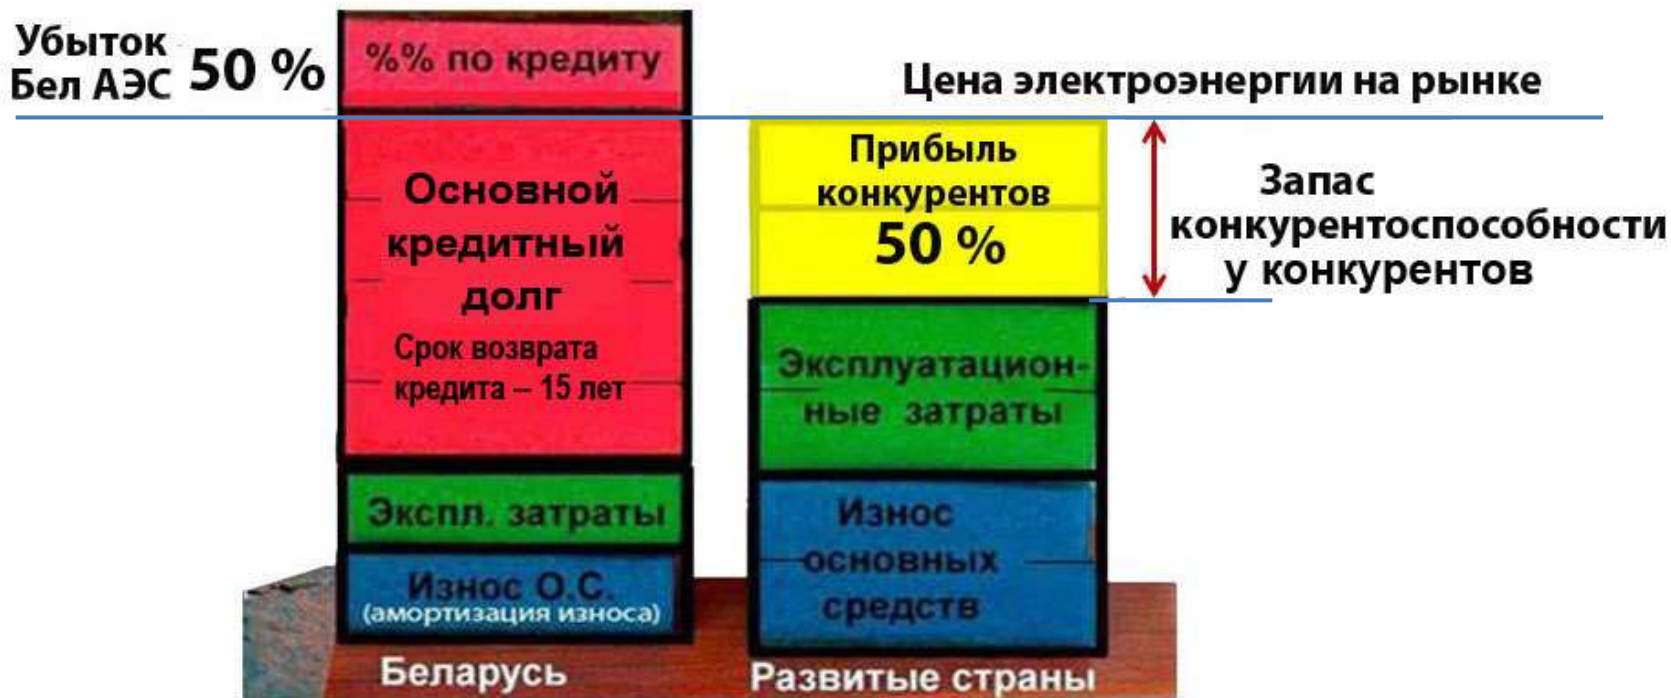 Убыток
Бел АЭС 50 %
%% по кредиту
Основной
кредитный
долг
Срок возврата
кредита – 15 лет
Экспл. затраты
Износ О.С.
(амортизация износа)
Беларусь
Цена электроэнергии на рынке
Прибыль
конкурентов
50 %
Запас
конкурентоспособности
у конкурентов
Эксплуатацион-
ные затраты
Износ
основных
средств
Развитые страны